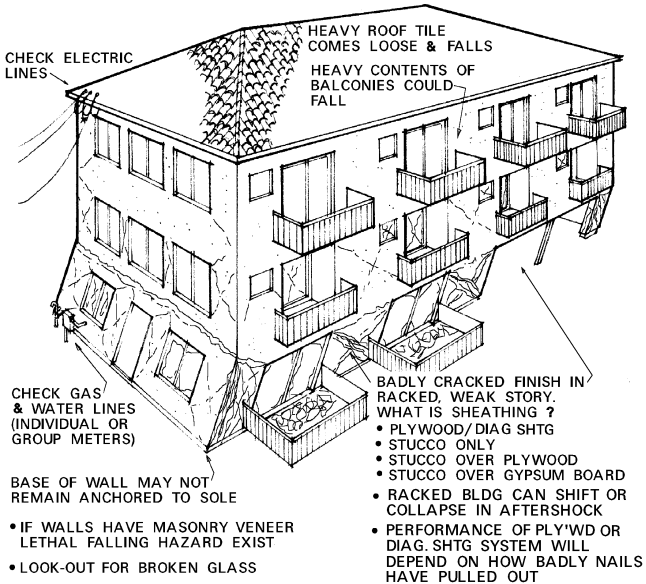 HEAVY ROOF TILE
COMES LOOSE & FALLS
CHECK ELECTRIC
LINES
HEAVY CONTENTS OF
BALCONIES COULD
FALL
CHECK GAS
& WATER LINES
(INDIVIDUAL OR
GROUP METERS)
BASE OF WALL MAY NOT
REMAIN ANCHORED TO SOLE
• IF WALLS HAVE MASONRY VENEER
LETHAL FALLING HAZARD EXIST
• LOOK-OUT FOR BROKEN GLASS
BADLY CRACKED FINISH IN
RACKED, WEAK STORY.
WHAT IS SHEATHING ?
• PLYWOOD/DIAG SHTG
• STUCCO ONLY
• STUCCO OVER PLYWOOD
• STUCCO OVER GYPSUM BOARD
• RACKED BLDG CAN SHIFT OR
COLLAPSE IN AFTERSHOCK
• PERFORMANCE OF PLY'WD OR
DIAG. SHTG SYSTEM WILL
DEPEND ON HOW BADLY NAILS
HAVE PULLED OUT